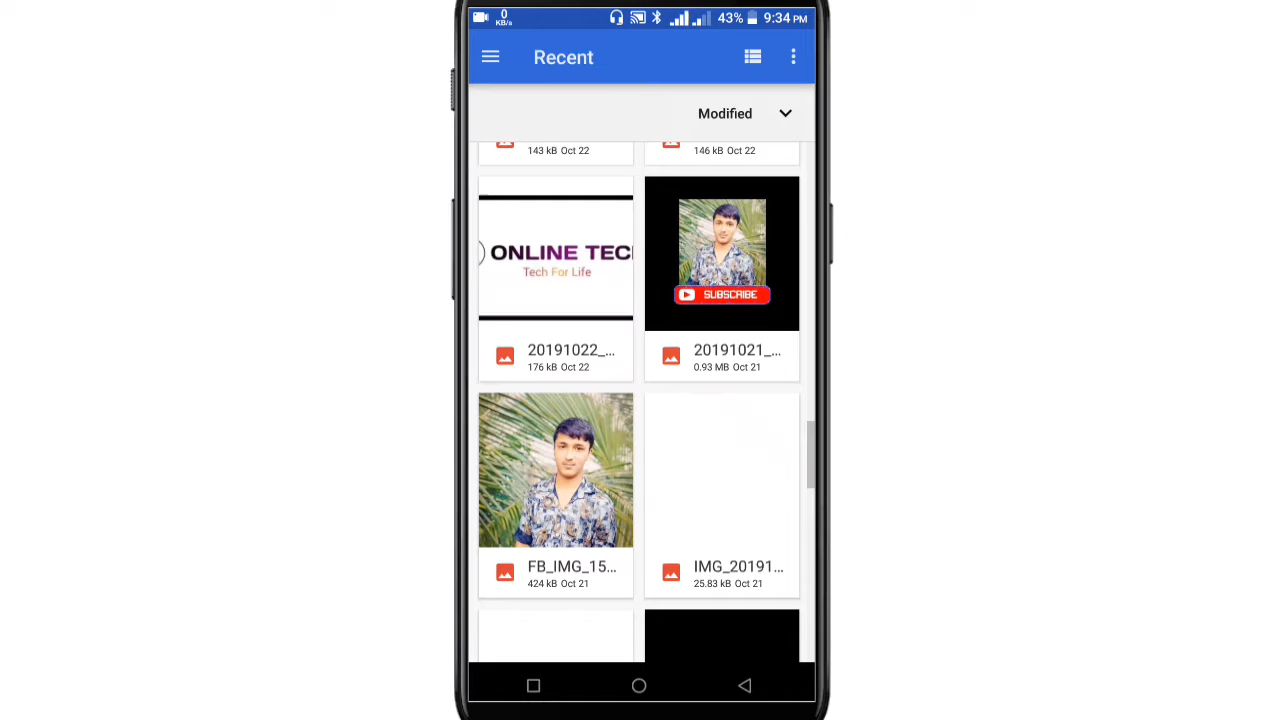 0
KB/s
43% 9:34 PM
Recent
Modified
143 kB Oct 22
146 kB Oct 22
ONLINE TEC
Tech For Life
SUBSCRIBE
20191022_...
176 kB Oct 22
20191021_...
0.93 MB Oct 21
FB_IMG_15...
424 kB Oct 21
IMG_20191...
25.83 kB Oct 21